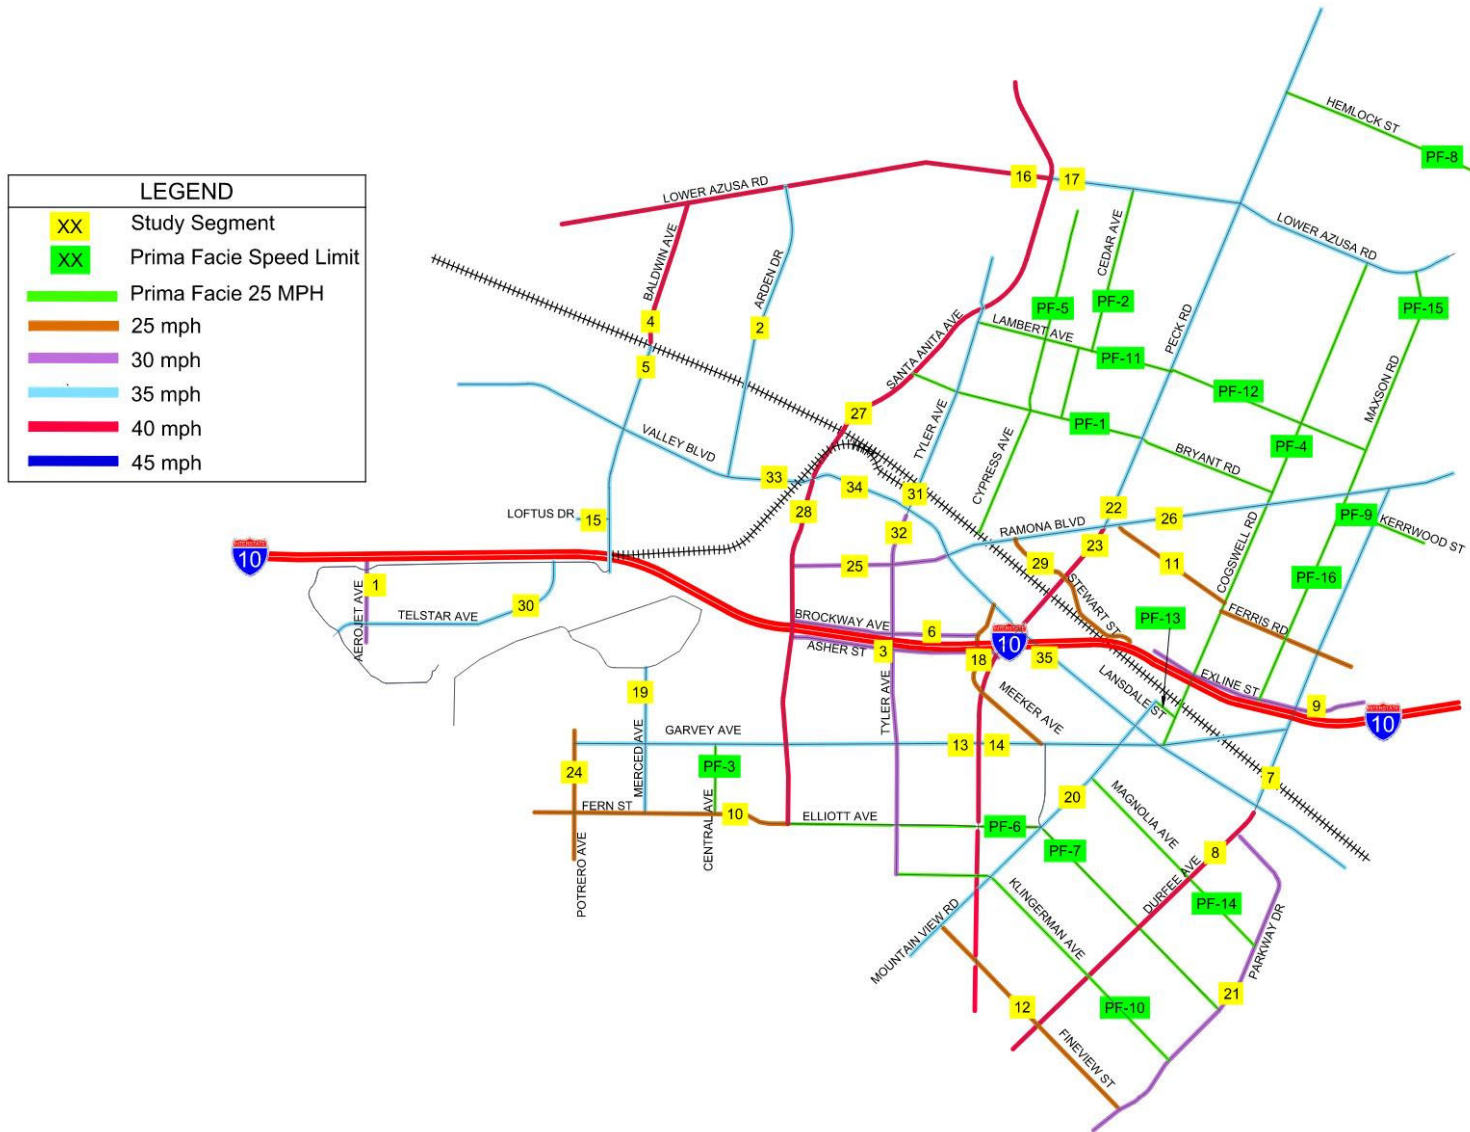 LEGEND
XX Study Segment
XX Prima Facie Speed Limit
Prima Facie 25 MPH
25 mph
30 mph
35 mph
40 mph
45 mph
HEMLOCK ST
PF-8
LOWER AZUSA RD
16
17
CEDAR AVE
LOWER AZUSA RD
BALDWIN AVE
ARDEN DR
4
2
5
PF-5
PF-2
PF-15
LAMBERT AVE
PECK RD
SANTA ANITA AVE
PF-11
PF-12
MAXSON RD
27
TYLER AVE
PF-1
VALLEY BLVD
CYPRESS AVE
BRYANT RD
PF-4
33
34
31
LOFTUS DR
15
28
32
RAMONA BLVD
22
26
PF-9
KERRWOOD ST
23
COGSWELL RD
INTERSTATE
10
1
25
29
11
PF-16
AEROJET AVE
TELSTAR AVE
30
STEWART ST
FERRIS RD
BROCKWAY AVE
6
PF-13
ASHER ST
3
INTERSTATE
10
18
35
LANSDALE ST
EXLINE ST
19
TYLER AVE
MEEKER AVE
9
INTERSTATE
10
GARVEY AVE
13
14
24
MERCED AVE
PF-3
7
FERN ST
10
CENTRAL AVE
ELLIOTT AVE
PF-6
20
MAGNOLIA AVE
POTRERO AVE
PF-7
8
DURFEE AVE
KLINGERMAN AVE
PF-14
MOUNTAIN VIEW RD
PARKWAY DR
12
PF-10
21
FINEVIEW ST